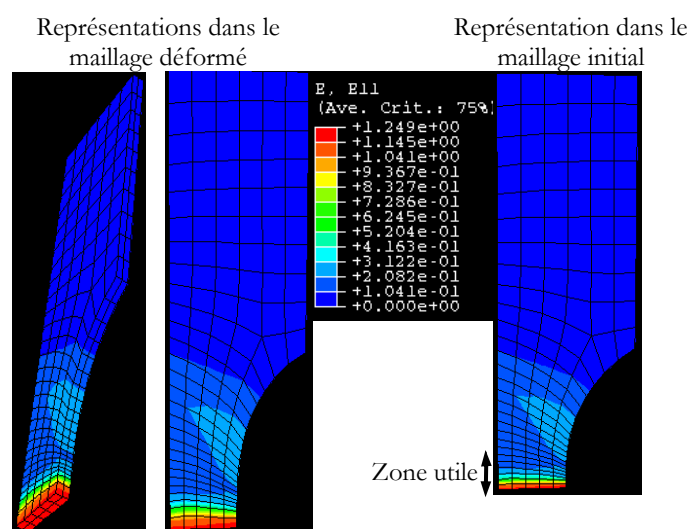 Représentations dans le
maillage déformé
Représentation dans le
maillage initial
E, E11
(Ave. Crit.: 75%)
+1.249e+00
+1.145e+00
+1.041e+00
+9.367e-01
+8.327e-01
+7.286e-01
+6.245e-01
+5.204e-01
+4.163e-01
+3.122e-01
+2.082e-01
+1.041e-01
+0.000e+00
Zone utile